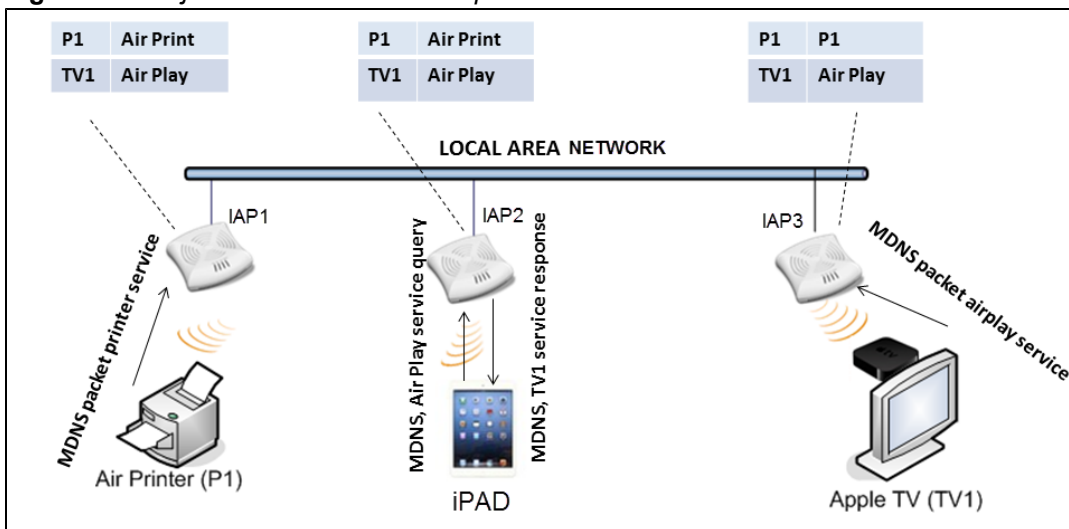 P1 Air Print
TV1 Air Play
P1 Air Print
TV1 Air Play
P1 P1
TV1 Air Play
LOCAL AREA NETWORK
IAP1
IAP2
IAP3
MDNS packet printer service
MDNS, Air Play service query
MDNS, TV1 service response
MDNS packet airplay service
tv
Air Printer (P1)
iPAD
Apple TV (TV1)